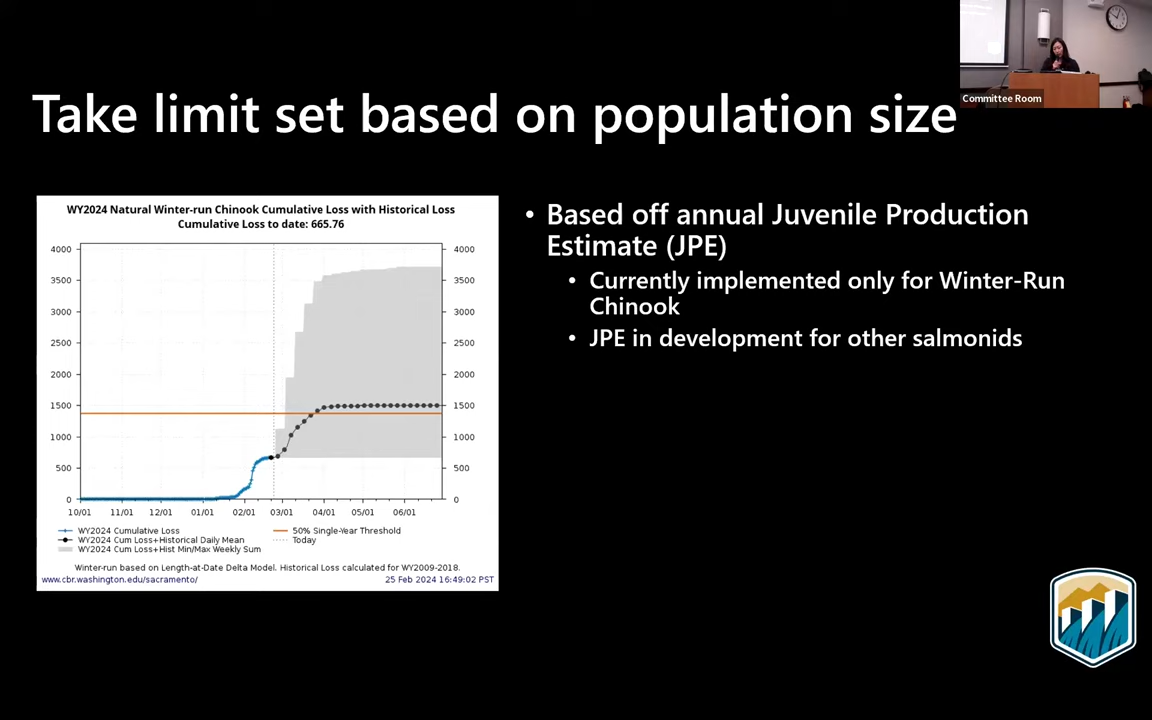 Committee Room
Take limit set based on population size
WY2024 Natural Winter-run Chinook Cumulative Loss with Historical Loss
Cumulative Loss to date: 665.76
4000 4000
3500 3500
3000 3000
2500 2500
2000 2000
1500 1500
1000 1000
500 500
0 0
10/01 11/01 12/01 01/01 02/01 03/01 04/01 05/01 06/01
WY2024 Cumulative Loss
WY2024 Cum Loss+Historical Daily Mean
WY2024 Cum Loss+Hist Min/Max Weekly Sum
50% Single-Year Threshold
Today
Winter-run based on Length-at-Date Delta Model. Historical Loss calculated for WY2009-2018.
www.cbr.washington.edu/sacramento/ 25 Feb 2024 16:49:02 PST
• Based off annual Juvenile Production
Estimate (JPE)
• Currently implemented only for Winter-Run
Chinook
• JPE in development for other salmonids